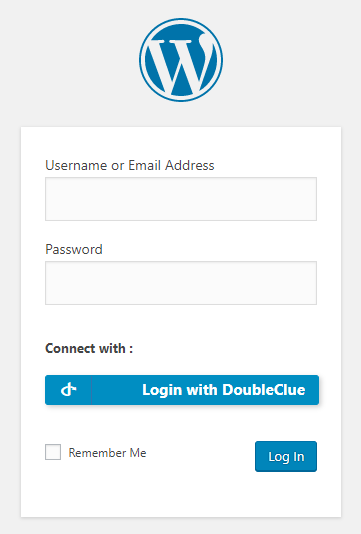 Username or Email Address
Password
Connect with :
Login with DoubleClue
Remember Me
Log In